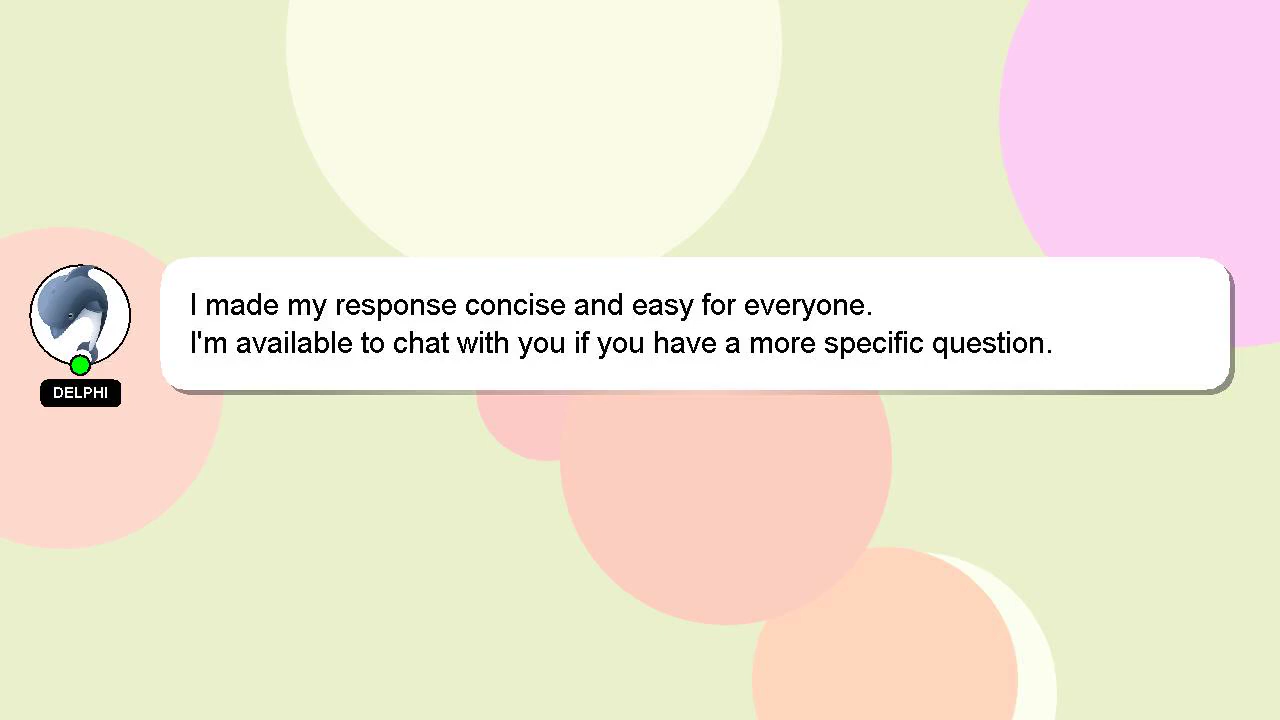 I made my response concise and easy for everyone.
I'm available to chat with you if you have a more specific question.
DELPHI